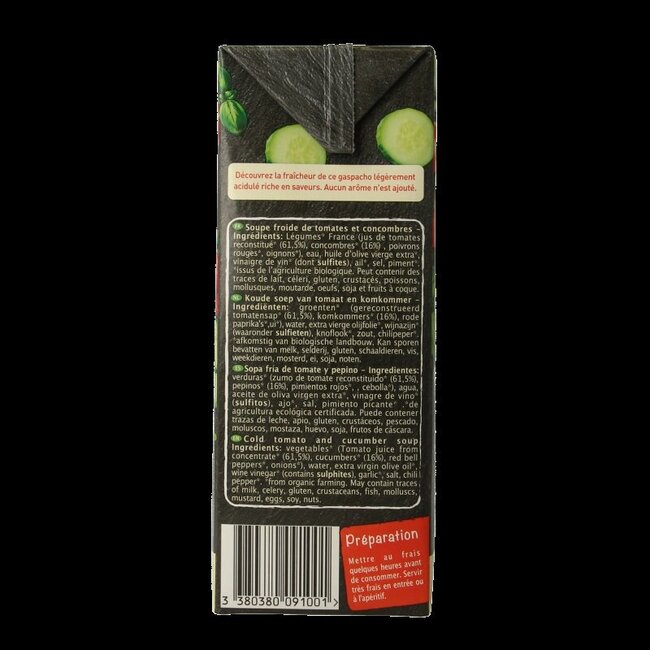 Découvrez la fraîcheur de ce gaspacho légèrement
acidulé riche en saveurs. Aucun arôme n'est ajouté.
FR Soupe froide de tomates et concombres -
Ingrédients: Légumes* France (jus de tomates
reconstitué* (61,5%), concombres* (16%) , poivrons
rouges*, oignons*), eau, huile d'olive vierge extra*,
vinaigre de vin* (dont sulfites), ail*, sel, piment*.
*issus de l'agriculture biologique. Peut contenir des
traces de lait, céleri, gluten, crustacés, poissons,
mollusques, moutarde, oeufs, soja et fruits à coque.
NL Koude soep van tomaat en komkommer -
Ingrediënten: groenten* (gereconstrueerd
tomatensap* (61,5%), komkommers* (16%), rode
paprika's*,ui*), water, extra vierge olijfolie*, wijnazijn*
(waaronder sulfieten), knoflook*, zout, chilipeper*.
*afkomstig van biologische landbouw. Kan sporen
bevatten van melk, selderij, gluten, schaaldieren, vis,
weekdieren, mosterd, ei, soja, noten.
ES Sopa fría de tomate y pepino - Ingredientes:
verduras* (zumo de tomate reconstituido* (61,5%),
pepinos* (16%), pimientos rojos*, , cebolla*), agua,
aceite de oliva virgen extra*, vinagre de vino*
(sulfitos), ajo*, sal, pimiento picante* .*de
agricultura ecológica certificada. Puede contener
trazas de leche, apio, gluten, crustáceos, pescado,
moluscos, mostaza, huevo, soja, frutos de cáscara.
EN Cold tomato and cucumber soup
Ingredients: vegetables* (Tomato juice from
concentrate* (61,5%), cucumbers* (16%), red bell
peppers*, onions*), water, extra virgin olive oil*,
wine vinegar* (contains sulphites), garlic*, salt, chili
pepper*. *from organic farming. May contain traces
of milk, celery, gluten, crustaceans, fish, molluscs,
mustard, eggs, soy, nuts.
Préparation
Mettre au frais
quelques heures avant
de consommer. Servir
très frais en entrée ou
à l'apéritif.
3 380380 091001 >